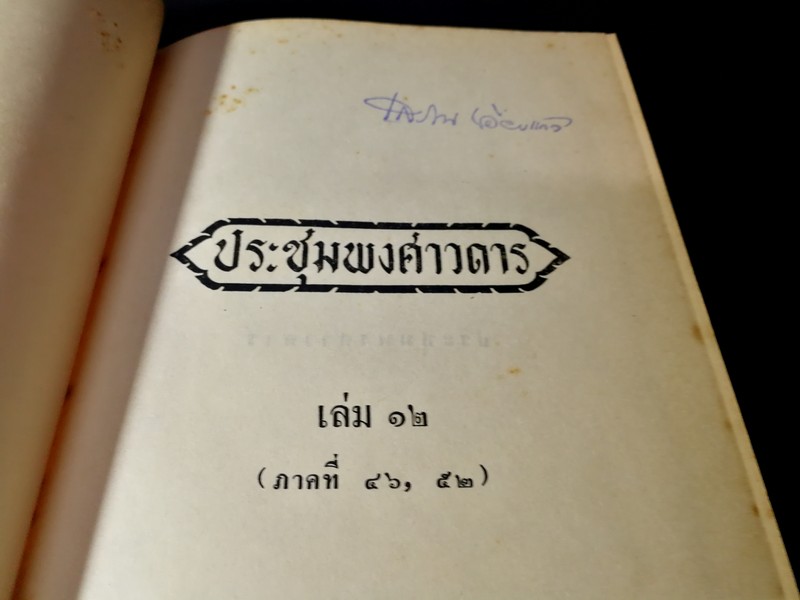 ประชุมพงศาวดาร
เล่ม ๑๒
(ภาคที่ ๔๖, ๕๒)